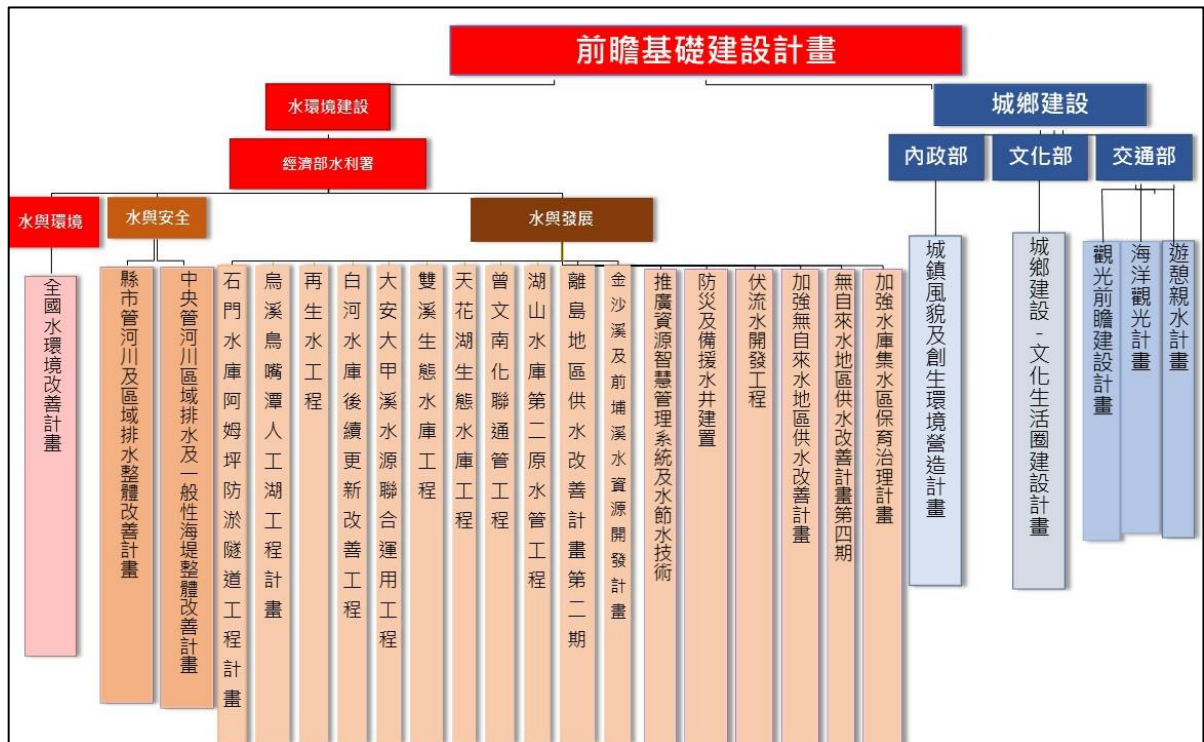 前瞻基礎建設計畫
水環境建設
城鄉建設
經濟部水利署
內政部
文化部
交通部
水與環境
水與安全
水與發展
全國水環境改善計畫
縣市管河川及區域排水整體改善計畫
中央管河川區域排水及一般性海堤整體改善計畫
石門水庫阿姆坪防淤隧道工程計畫
烏溪鳥嘴潭人工湖工程計畫
再生水工程
白河水庫後續更新改善工程
大安大甲溪水源聯合運用工程
雙溪生態水庫工程
天花湖生態水庫工程
曾文南化聯通管工程
湖山水庫第二原水管工程
離島地區供水改善計畫第二期
金沙溪及前埔溪水資源開發計畫
推廣資源智慧管理系統及水節水技術
防災及備援水井建置
伏流水開發工程
加強無自來水地區供水改善計畫
無自來水地區供水改善計畫第四期
加強水庫集水區保育治理計畫
城鎮風貌及創生環境營造計畫
城鄉建設-文化生活圈建設計畫
觀光前瞻建設計畫
海洋觀光計畫
遊憩親水計畫